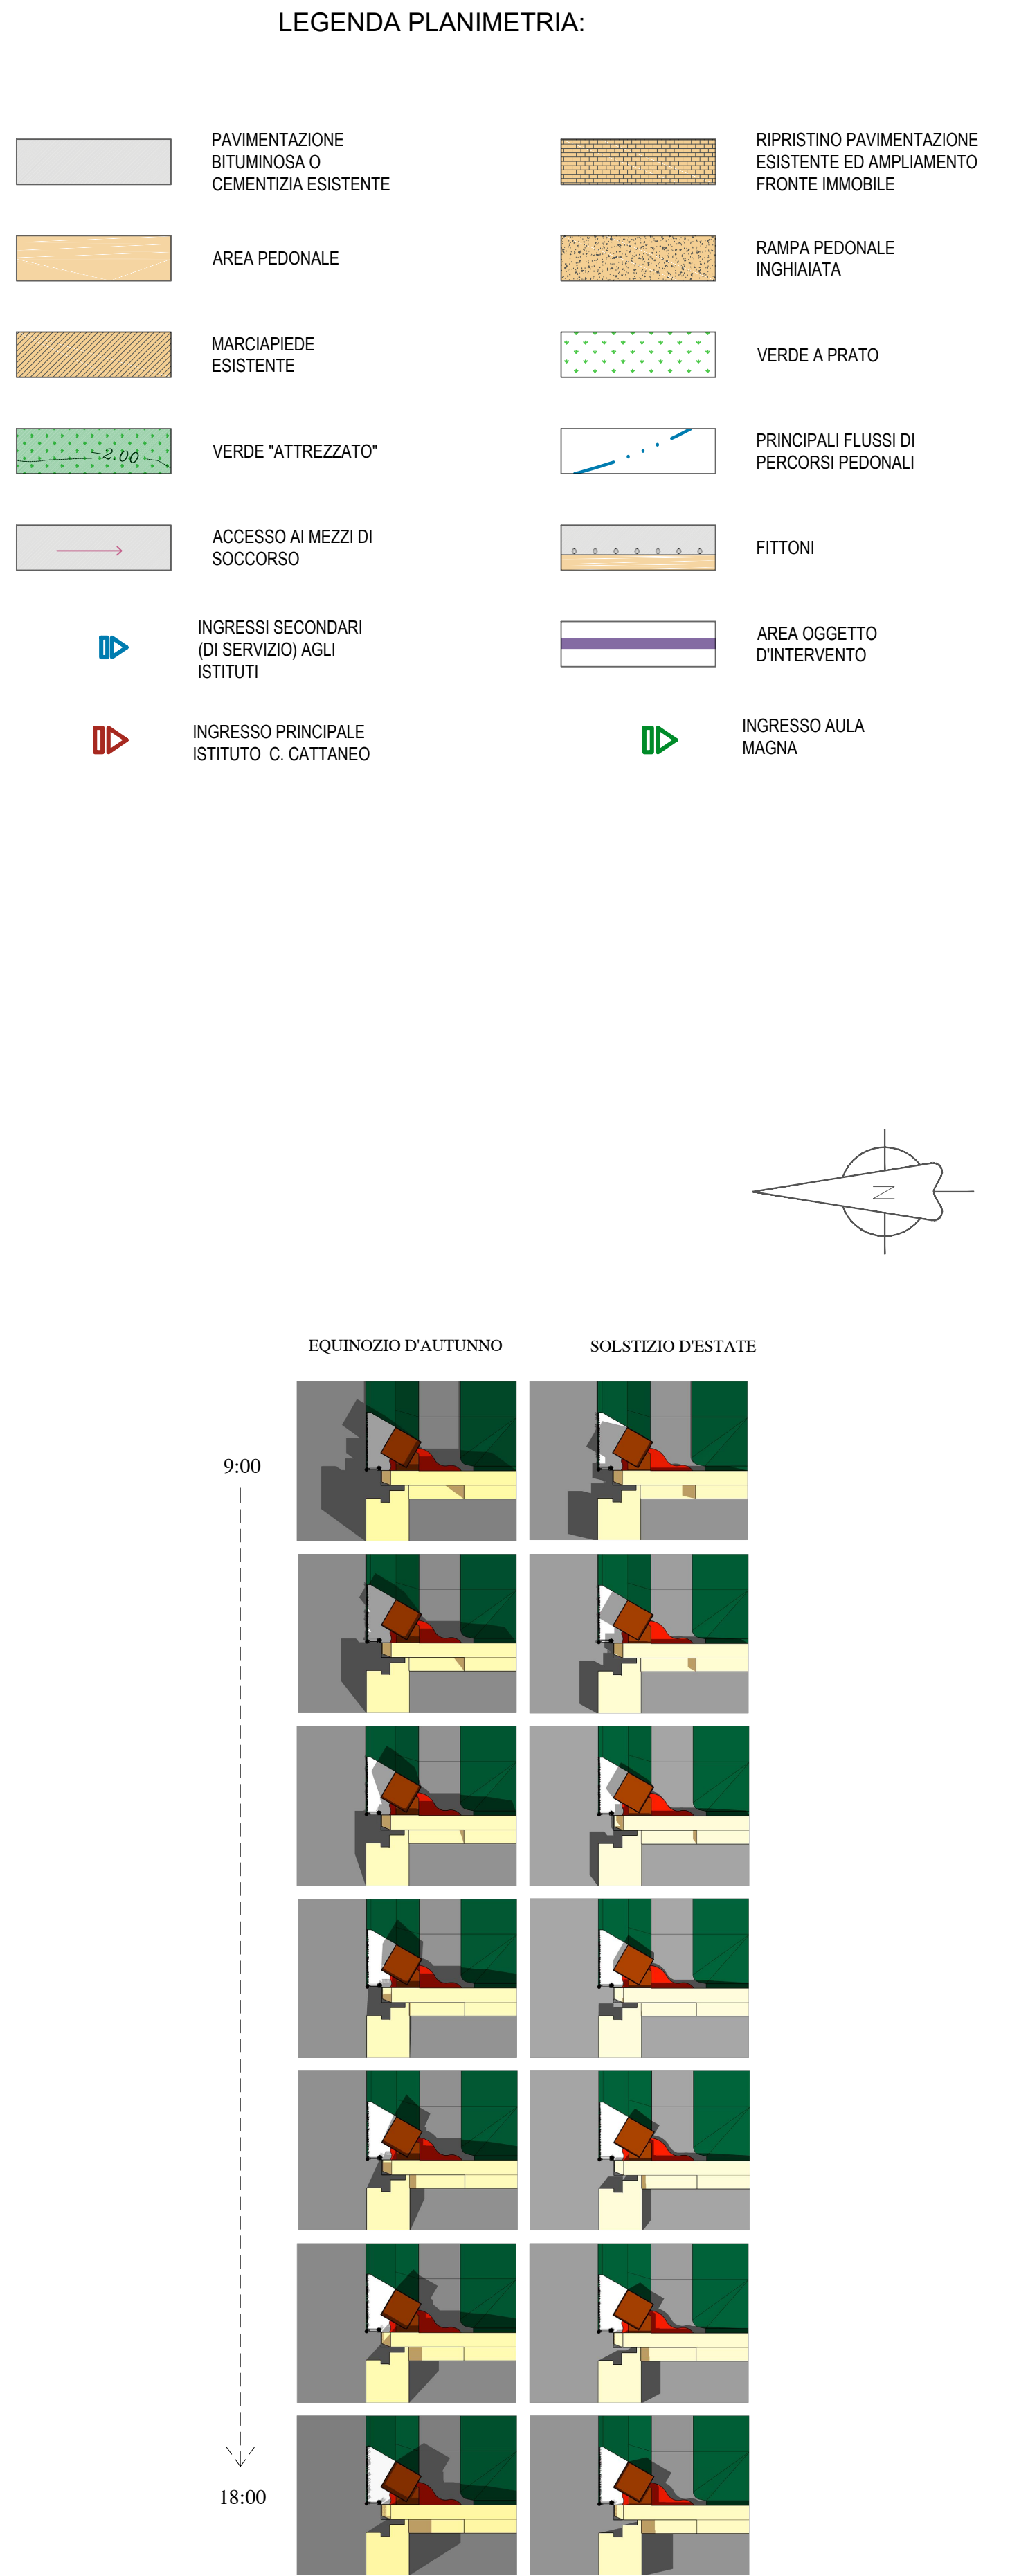 LEGENDA PLANIMETRIA:
PAVIMENTAZIONE
BITUMINOSA O
CEMENTIZIA ESISTENTE
RIPRISTINO PAVIMENTAZIONE
ESISTENTE ED AMPLIAMENTO
FRONTE IMMOBILE
AREA PEDONALE
RAMPA PEDONALE
INGHIAIATA
MARCIAPIEDE
ESISTENTE
VERDE A PRATO
-2.00
VERDE "ATTREZZATO"
PRINCIPALI FLUSSI DI
PERCORSI PEDONALI
ACCESSO AI MEZZI DI
SOCCORSO
FITTONI
INGRESSI SECONDARI
(DI SERVIZIO) AGLI
ISTITUTI
AREA OGGETTO
D'INTERVENTO
INGRESSO PRINCIPALE
ISTITUTO C. CATTANEO
INGRESSO AULA
MAGNA
N
EQUINOZIO D'AUTUNNO
SOLSTIZIO D'ESTATE
9:00
18:00